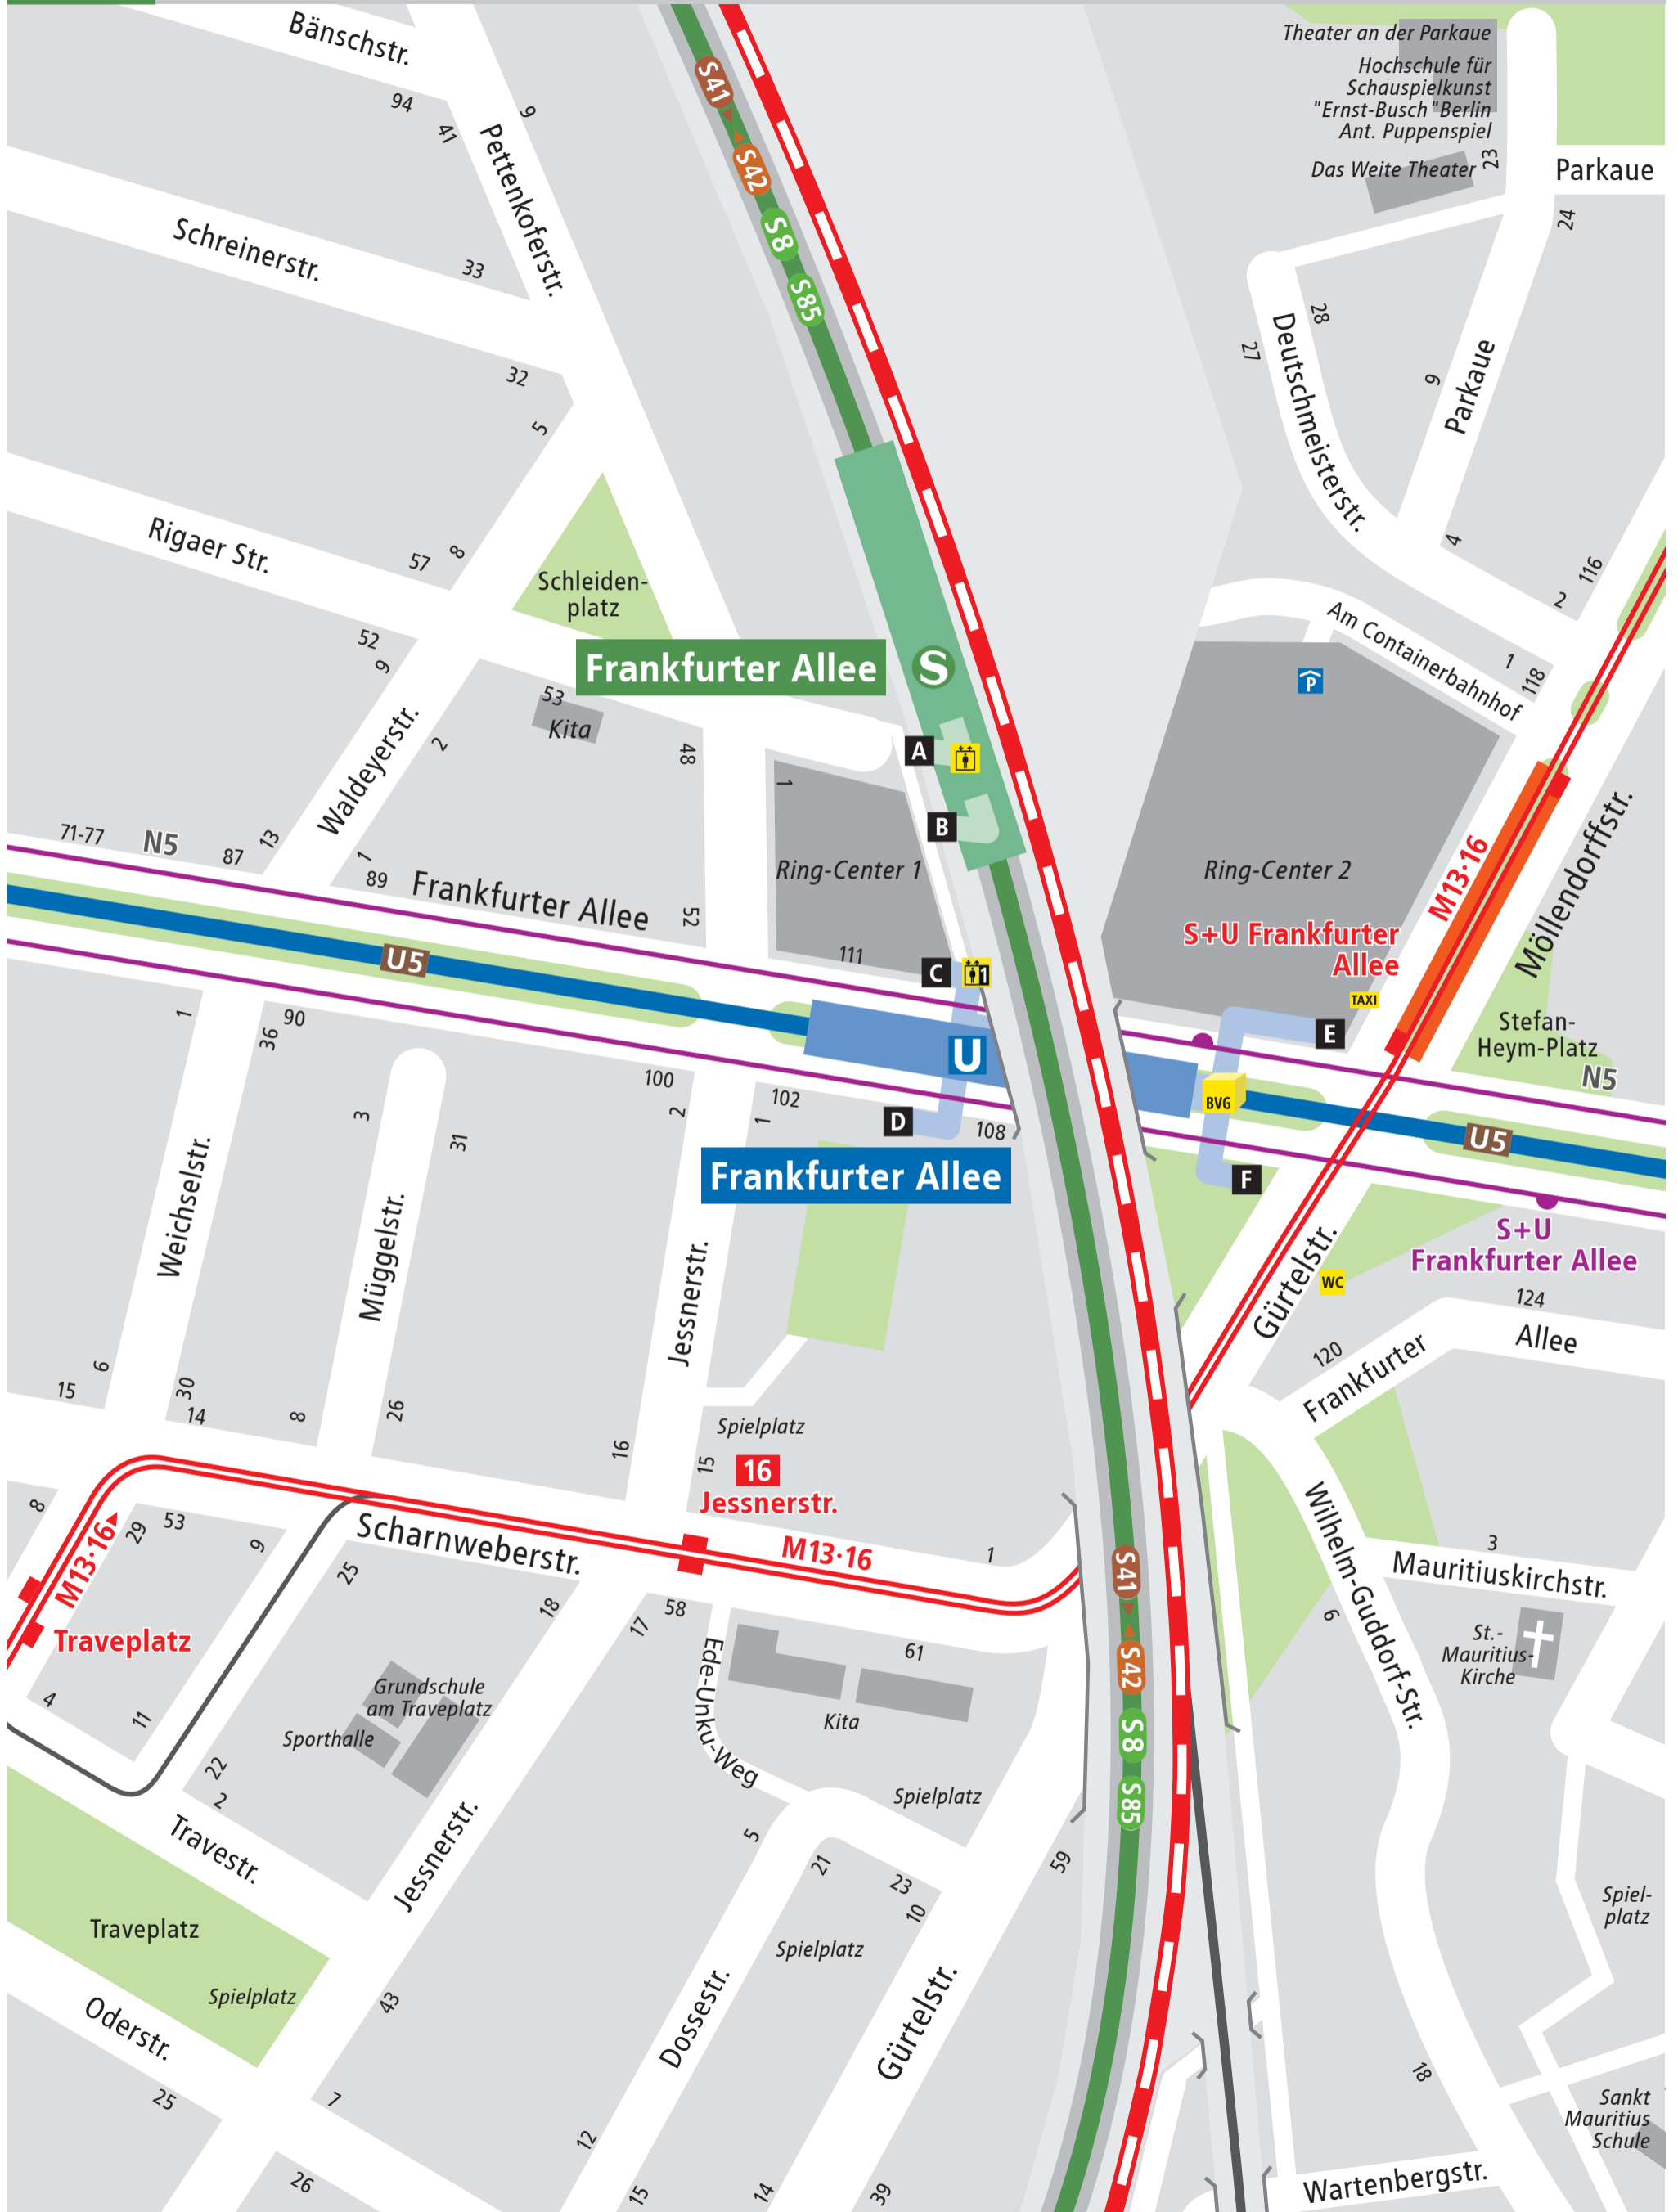 Bänschstr.
94
41
9
Pettenkoferstr.
S41
S42
S8
S85
Theater an der Parkaue
Hochschule für
Schauspielkunst
"Ernst-Busch"Berlin
Ant. Puppenspiel
Das Weite Theater
23
Parkaue
24
Schreinerstr.
33
32
5
28
27
Deutschmeisterstr.
9
Parkaue
4
2
116
Rigaer Str.
57
8
Schleiden-
platz
52
9
Frankfurter Allee
S
Am Containerbahnhof
1
118
P
53
Kita
48
Waldeyerstr.
2
A
1
B
71-77
N5
87
13
1
89
Frankfurter Allee
52
Ring-Center 1
111
Ring-Center 2
M13·16
Möllendorffstr.
S+U Frankfurter
Allee
TAXI
U5
C
1
E
Stefan-
Heym-Platz
N5
1
36
90
U
100
102
2
1
D
108
BVG
U5
F
3
31
Frankfurter Allee
Weichselstr.
Müggelstr.
Jessnerstr.
Gürtelstr.
S+U
Frankfurter Allee
WC
124
Allee
120
Frankfurter
6
15
30
14
8
26
16
Spielplatz
15
16
Jessnerstr.
8
M13·16
29
53
9
25
Scharnweberstr.
M13·16
1
S41
Wilhelm-Guddorf-Str.
3
Mauritiuskirchstr.
6
St.-
Mauritius-
Kirche
Traveplatz
18
17
58
61
Ede-Unku-Weg
Kita
S42
S8
S85
4
11
Grundschule
am Traveplatz
Sporthalle
22
2
Travestr.
Jessnerstr.
Spielplatz
5
21
23
10
59
Traveplatz
Spielplatz
Spielplatz
Spiel-
platz
Oderstr.
43
Dossestr.
Gürtelstr.
25
7
18
Sankt
Mauritius
Schule
12
26
15
14
39
Wartenbergstr.